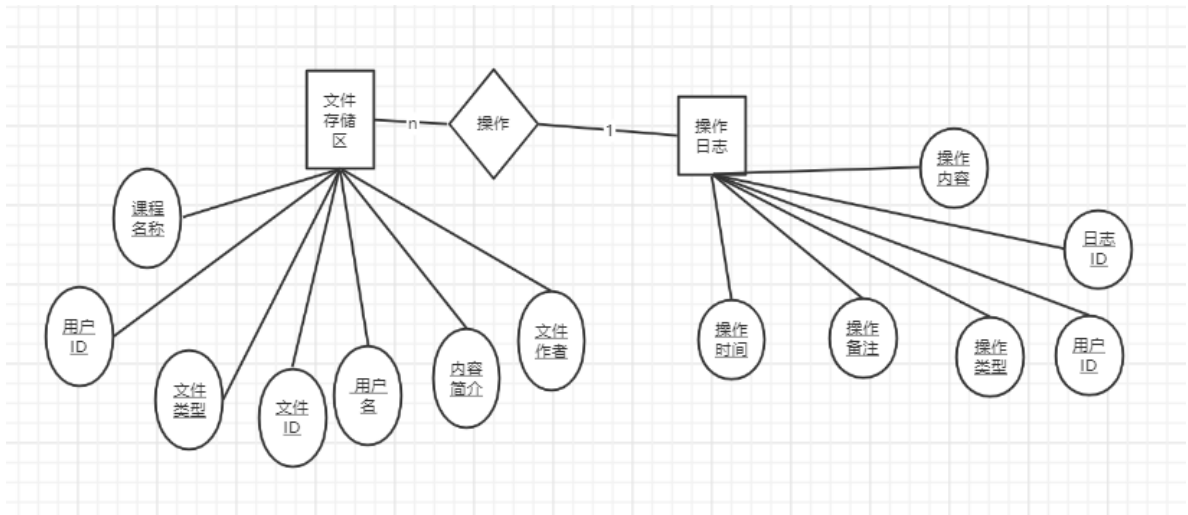 文件
存储
区
n
操作
1
操作
日志
操作
内容
课程
名称
日志
ID
用户
ID
文件
类型
文件
ID
用户
名
内容
简介
文件
作者
操作
时间
操作
备注
操作
类型
用户
ID